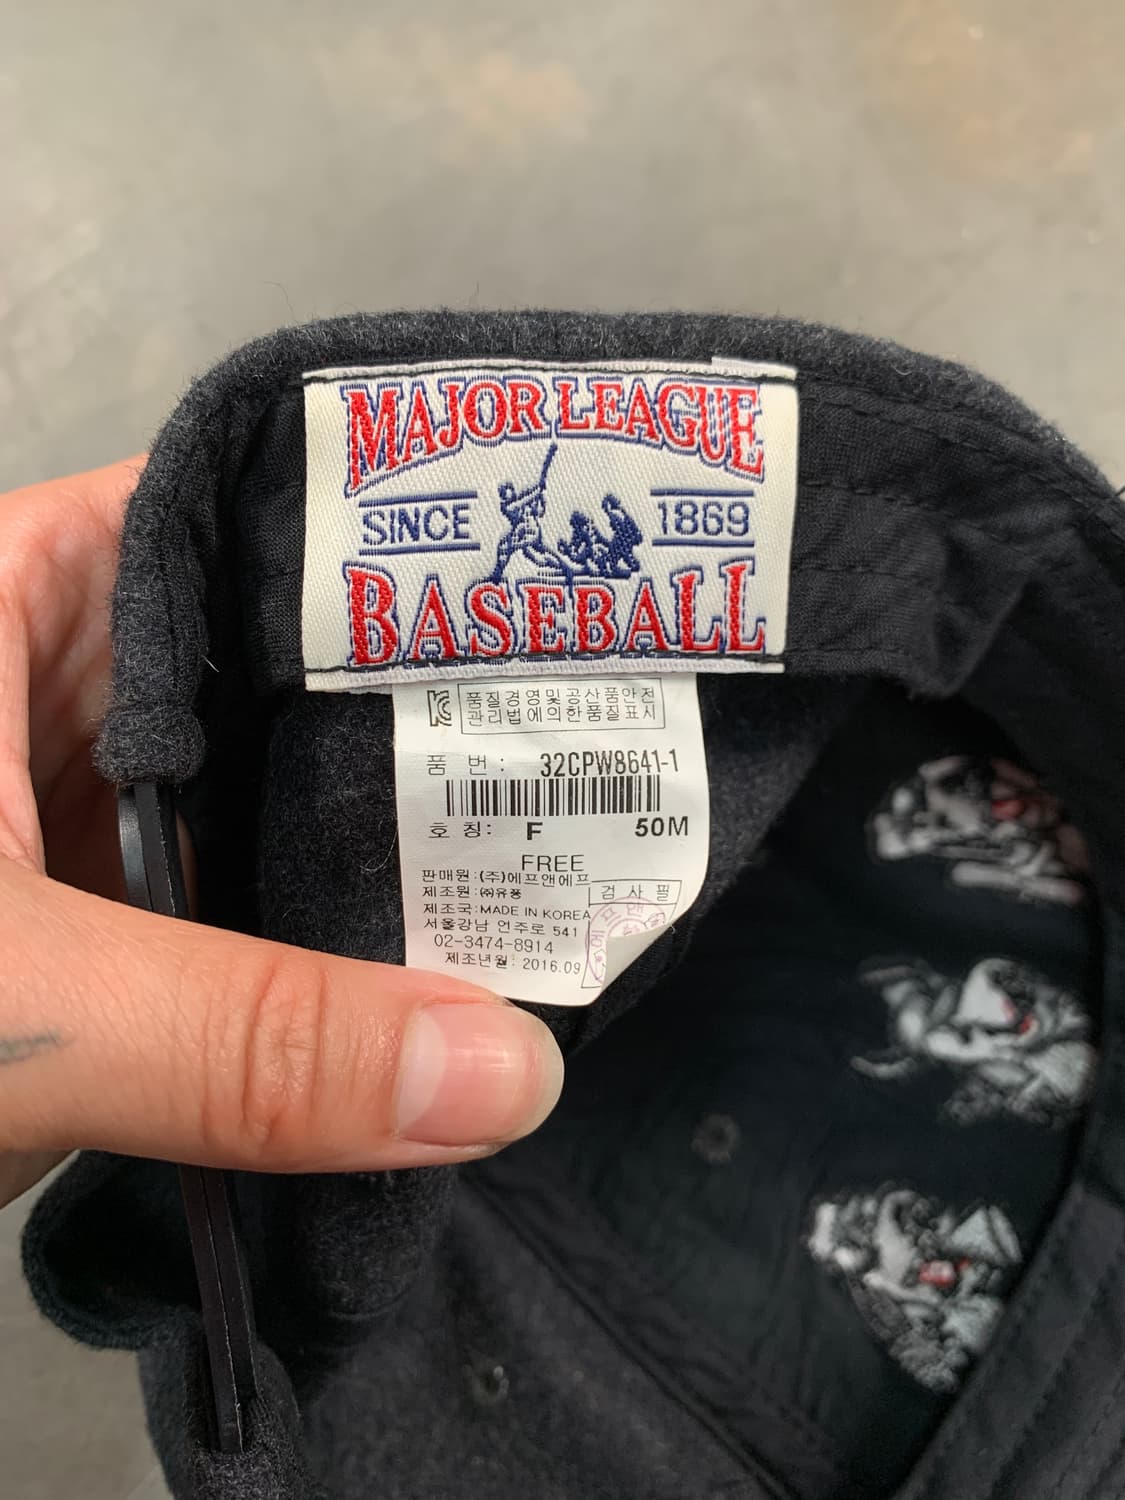 MAJOR LEAGUE
SINCE 1869
BASEBALL
품질경영및공산품안전
관리법에의한품질표시
품 번 : 32CPW8641-1
호 칭: F 50M
FREE
판매원:(주)에프앤에프
제조원:㈜유풍
검 사 필
제조국:MADE IN KOREA
서울강남 언주로 541
02-3474-8914
제조년월: 2016.09